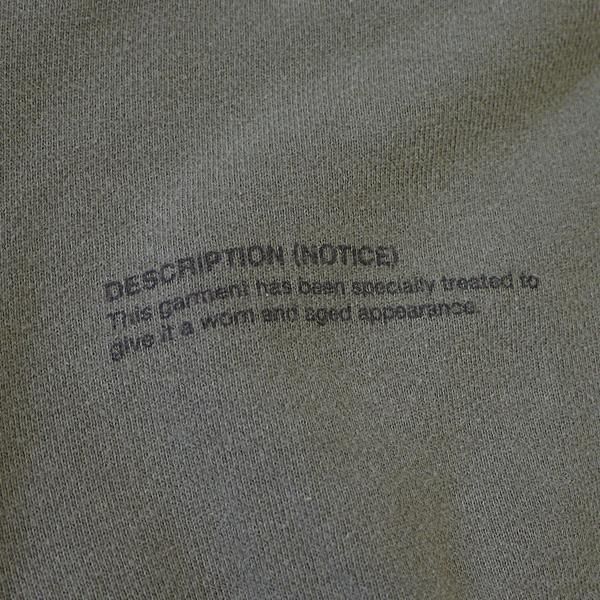 DESCRIPTION (NOTICE)
This garment has been specially treated to
give it a worn and aged appearance.